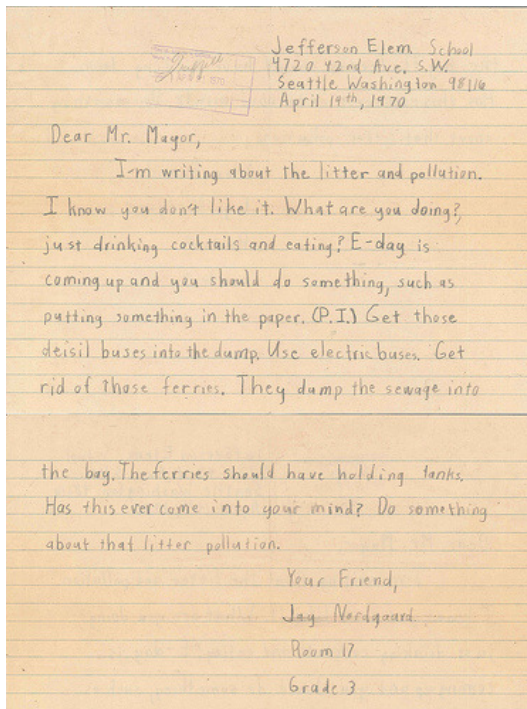 Jefferson Elem. School
4720 42nd Ave. S.W.
Seattle Washington 98116
April 19th, 1970
Dear Mr. Mayor,
I-m writing about the litter and pollution.
I know you don't like it. What are you doing?,
just drinking cocktails and eating? E-day is
coming up and you should do something, such as
putting something in the paper. (P.I.) Get those
deisil buses into the dump. Use electric buses. Get
rid of those ferries. They dump the sewage into
the bay. The ferries should have holding tanks.
Has this ever come into your mind? Do something
about that litter pollution.
Your Friend,
Jay Nordgaard
Room 17
Grade 3